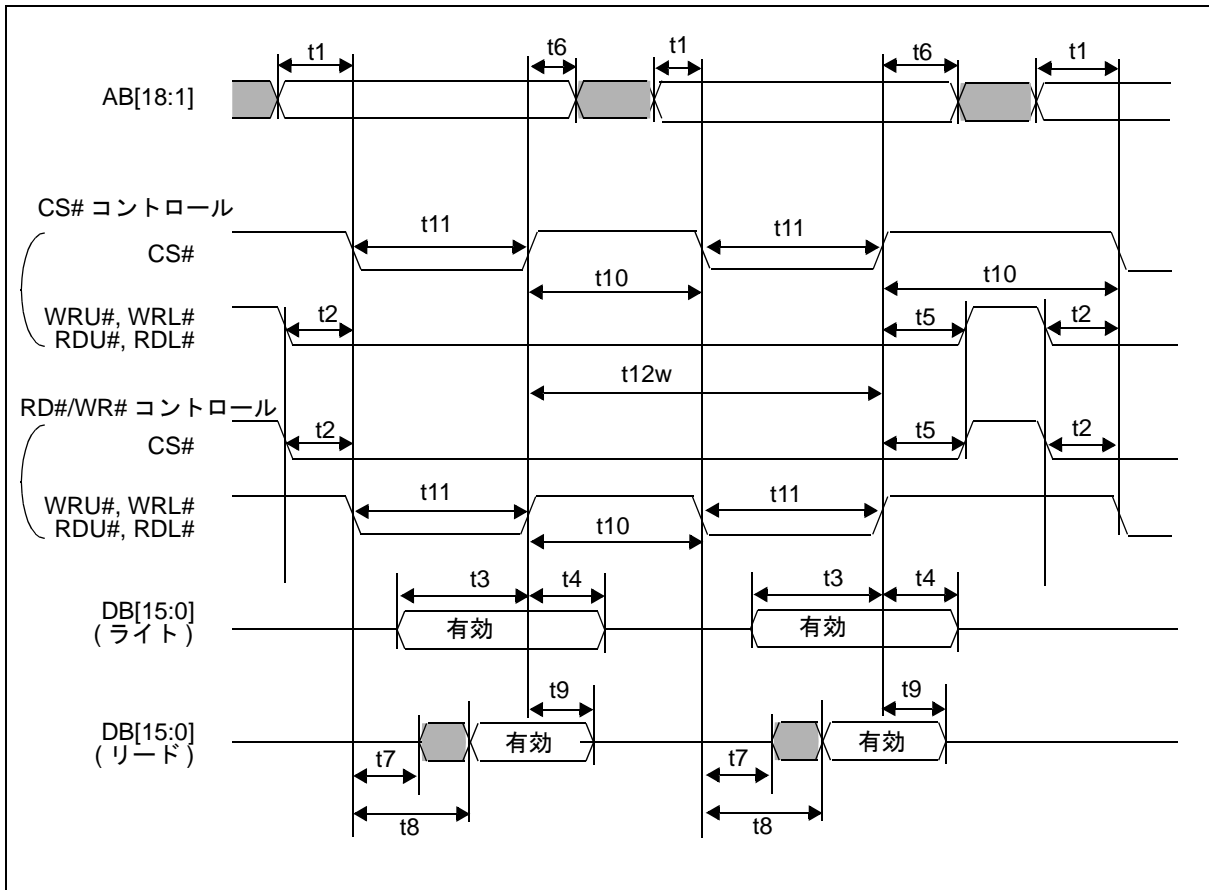 t1 t6 t1 t6 t1
AB[18:1]
CS# コントロール
t11 t11
CS#
t10 t10
WRU#, WRL#
RDU#, RDL#
t2 t5 t2
t12w
RD#/WR# コントロール
t2 t5 t2
CS#
t11 t11
WRU#, WRL#
RDU#, RDL#
t10
t3 t4 t3 t4
DB[15:0]
( ライト )
有効 有効
t9 t9
DB[15:0]
( リード )
有効 有効
t7 t7
t8 t8